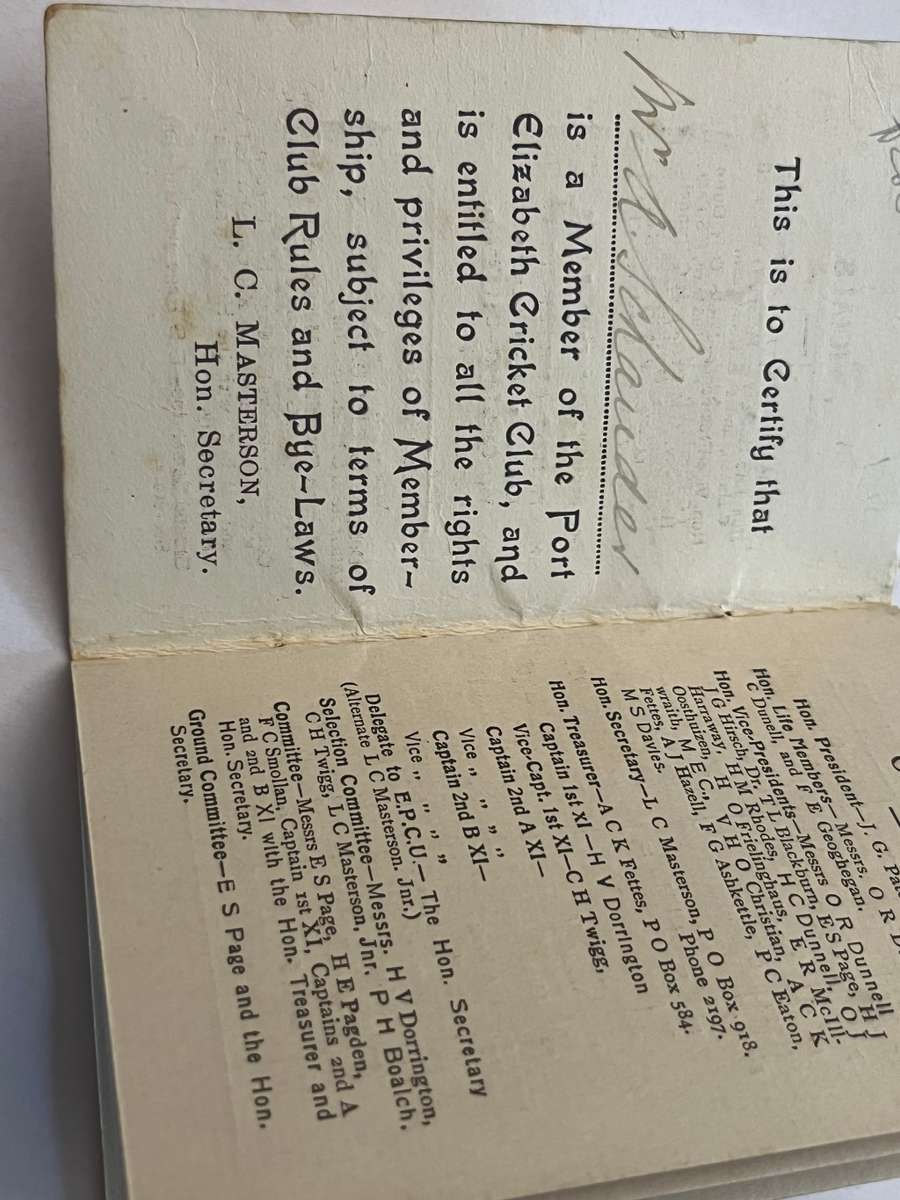 This is to Certify that
Mr A. Schauder
is a Member of the Port
Elizabeth Cricket Club, and
is entitled to all the rights
and privileges of Member-
ship, subject to terms of
Club Rules and Bye-Laws.
L. C. MASTERSON,
Hon. Secretary.
Hon. President—J. G.
Hon. Life Members—Messrs. O R
C Dunell, and F E Geoghegan.
Hon. Vice-Presidents—Messrs O R Dunnell,
Dr. T L Blackburn, E S Page,
J G Hirsch, Dr. Rhodes, H C Dunnell,
Harraway, H M O Frielinghaus,
Oosthuizen, Christian,
wraith, A J Hazell, F G Ashkettle, P C Eaton,
M S Davies.
Hon. Secretary—L C Masterson, P O Box 918.
Phone 2197.
Hon. Treasurer—A C K Fettes, P O Box 584.
Captain 1st XI—H V Dorrington
Vice-Capt. 1st XI—C H Twigg,
Captain 2nd A XI—
Vice ,, ,, ,,
Captain 2nd B XI—
Vice ,, ,, ,,
Delegate to E.P.C.U.—The Hon. Secretary
(Alternate L C Masterson. Jnr.)
Selection Committee—Messrs. H V Dorrington,
C H Twigg, L C Masterson, Jnr. P H Boalch.
Committee—Messrs E S Page, H E Pagden,
F C Smollan, Captain 1st XI, Captains 2nd A
and 2nd B XI with the Hon. Treasurer and
Hon. Secretary.
Ground Committee—E S Page and the Hon.
Secretary.